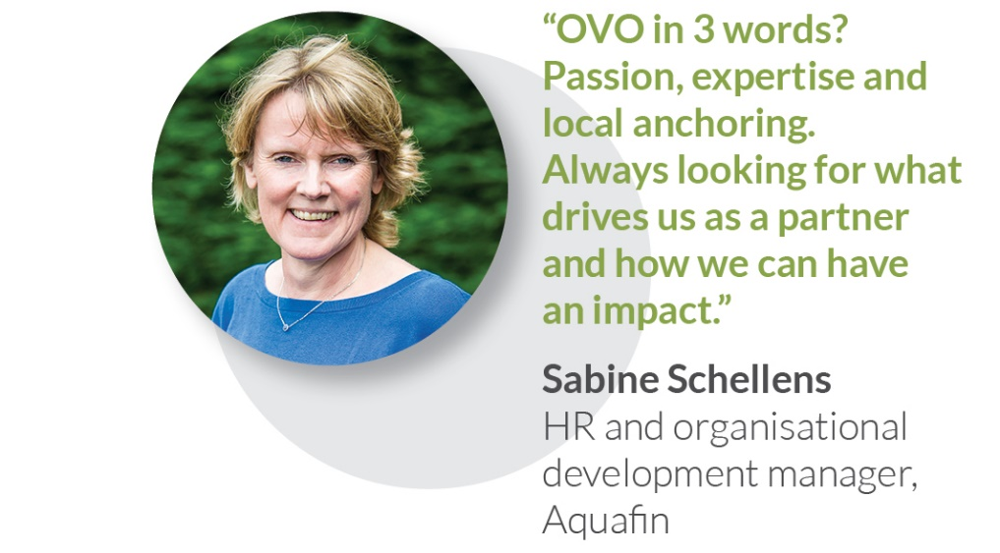 “OVO in 3 words?
Passion, expertise and
local anchoring.
Always looking for what
drives us as a partner
and how we can have
an impact.”
Sabine Schellens
HR and organisational
development manager,
Aquafin